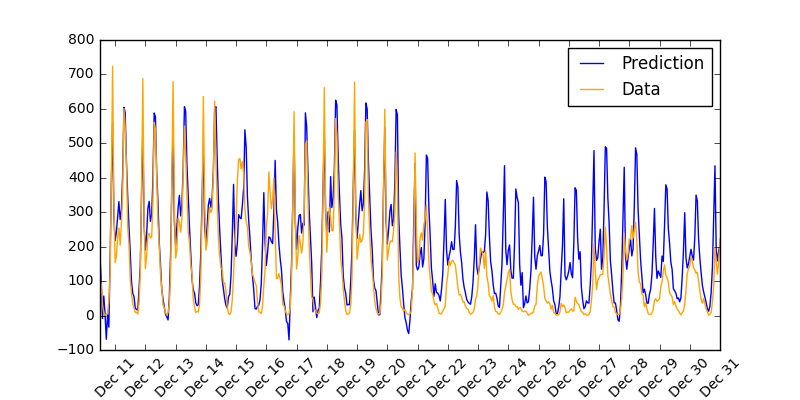 800
700
600
500
400
300
200
100
0
−100
Prediction
Data
Dec 11
Dec 12
Dec 13
Dec 14
Dec 15
Dec 16
Dec 17
Dec 18
Dec 19
Dec 20
Dec 21
Dec 22
Dec 23
Dec 24
Dec 25
Dec 26
Dec 27
Dec 28
Dec 29
Dec 30
Dec 31